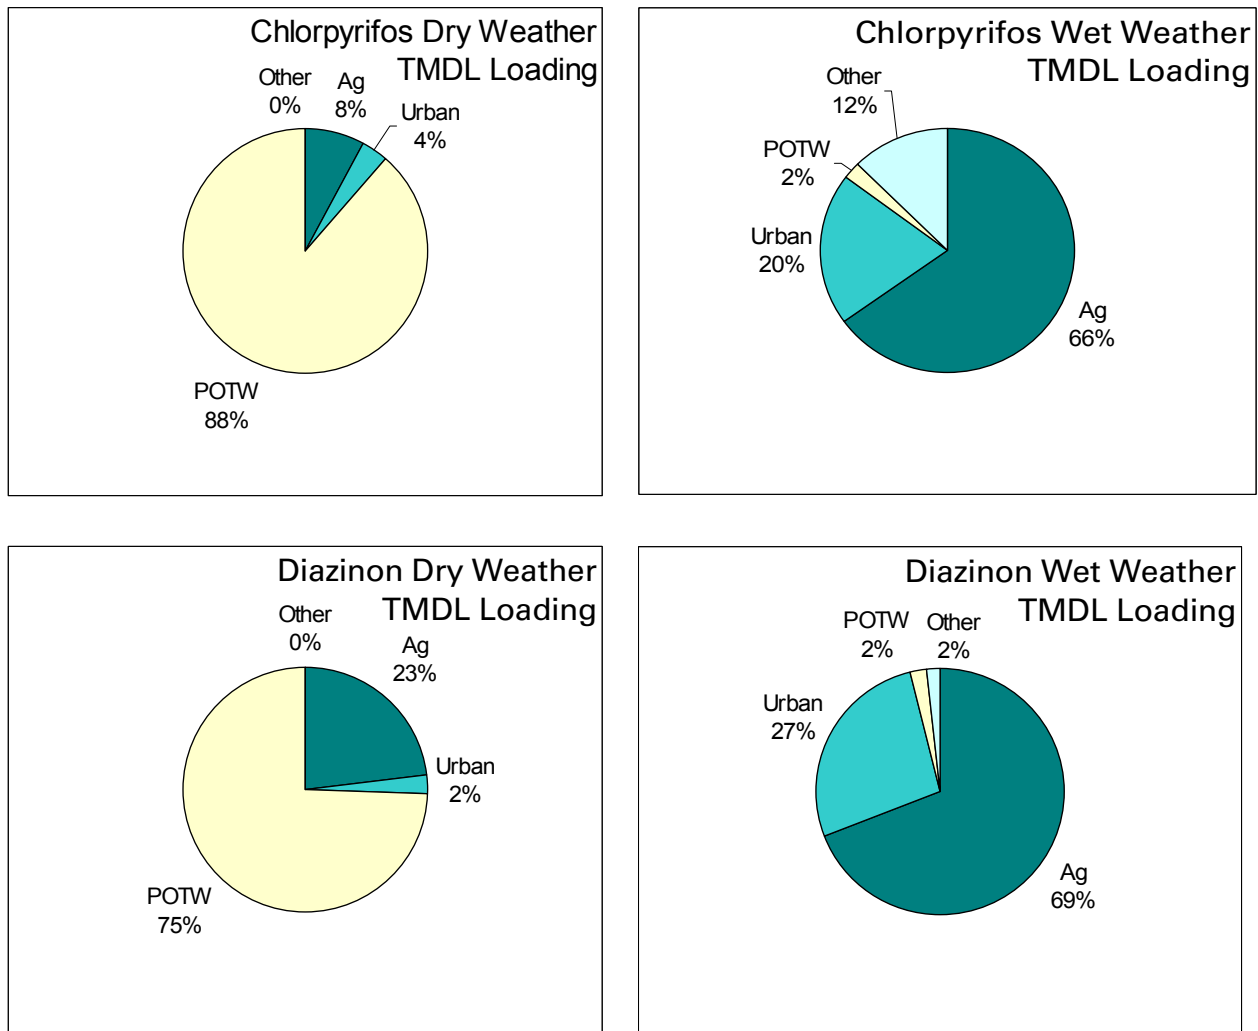 Chlorpyrifos Dry Weather
TMDL Loading
Other
0%
Ag
8%
Urban
4%
POTW
88%
Chlorpyrifos Wet Weather
TMDL Loading
Other
12%
POTW
2%
Urban
20%
Ag
66%
Diazinon Dry Weather
TMDL Loading
Other
0%
Ag
23%
Urban
2%
POTW
75%
Diazinon Wet Weather
TMDL Loading
POTW
2%
Other
2%
Urban
27%
Ag
69%